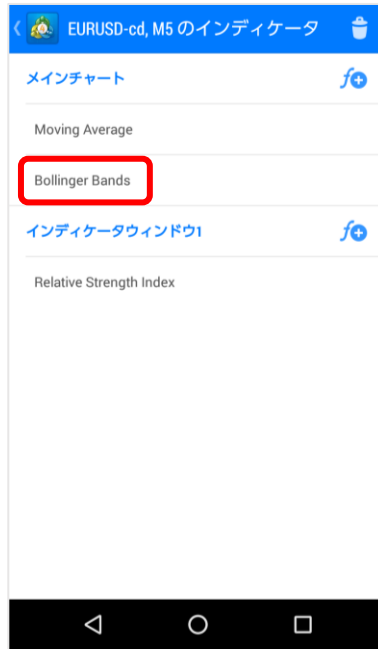 EURUSD-cd, M5 のインディケータ
メインチャート
Moving Average
Bollinger Bands
インディケータウィンドウ1
Relative Strength Index